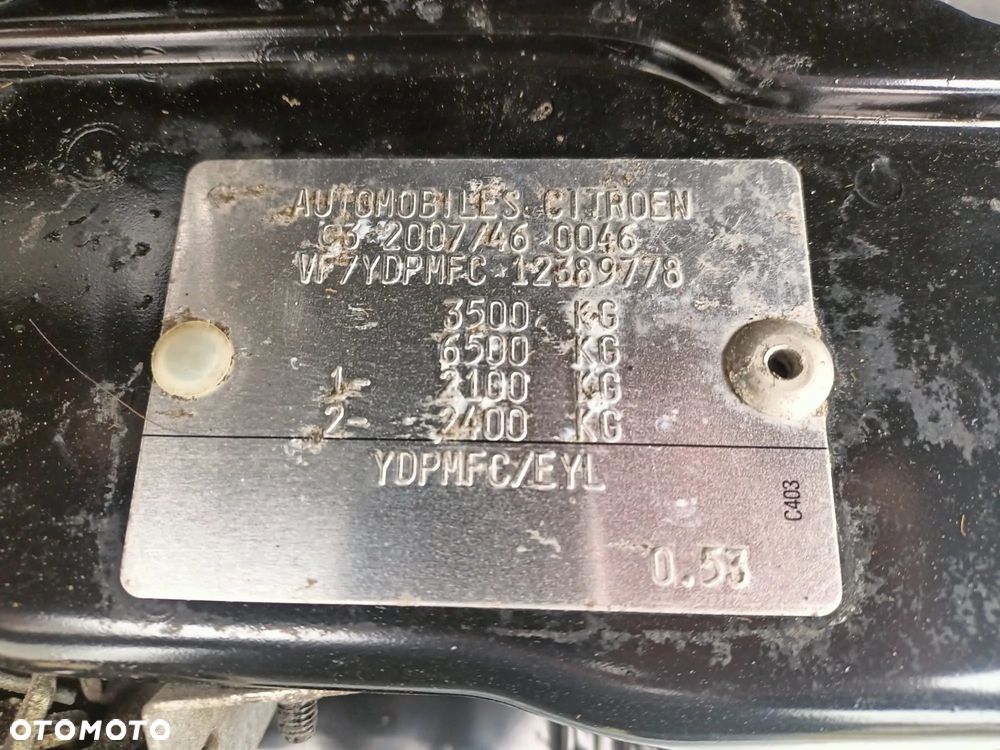 AUTOMOBILES CITROEN
e3 2007/46 0046
VF7YDPMFC 12389778
3500 KG
6500 KG
1- 2100 KG
2- 2400 KG
YDPMFC/EYL
C403
0.53
OTOMOTO